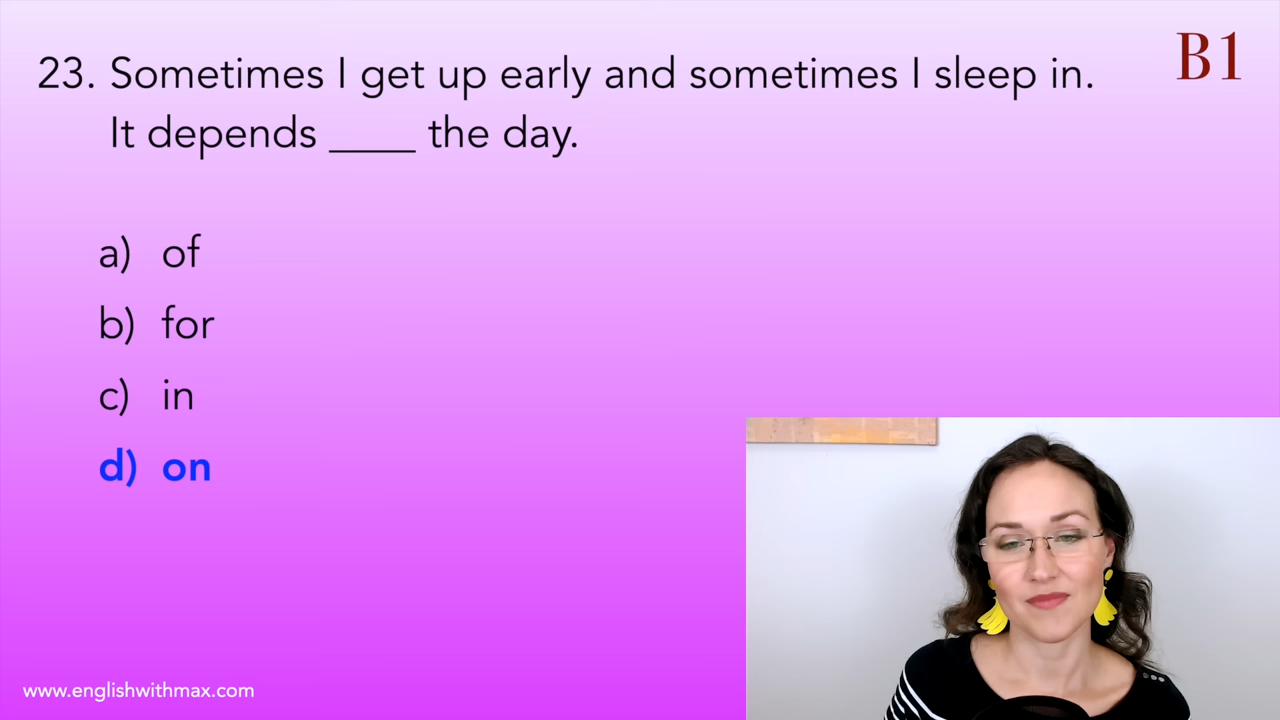 23. Sometimes I get up early and sometimes I sleep in.
It depends ____ the day.
B1
a) of
b) for
c) in
d) on
www.englishwithmax.com